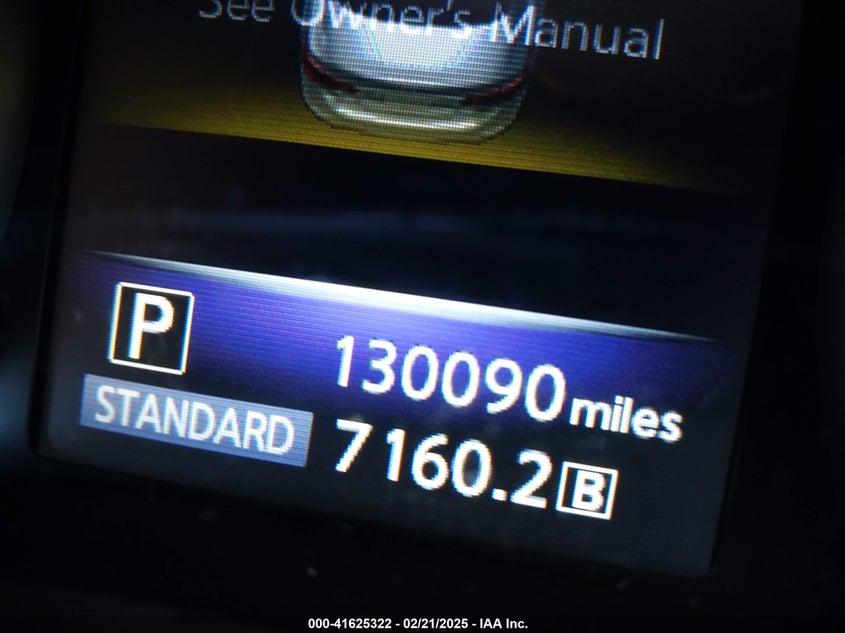 See Owner's Manual
P
130090 miles
STANDARD
7160.2 B
000-41625322 - 02/21/2025 - IAA Inc.